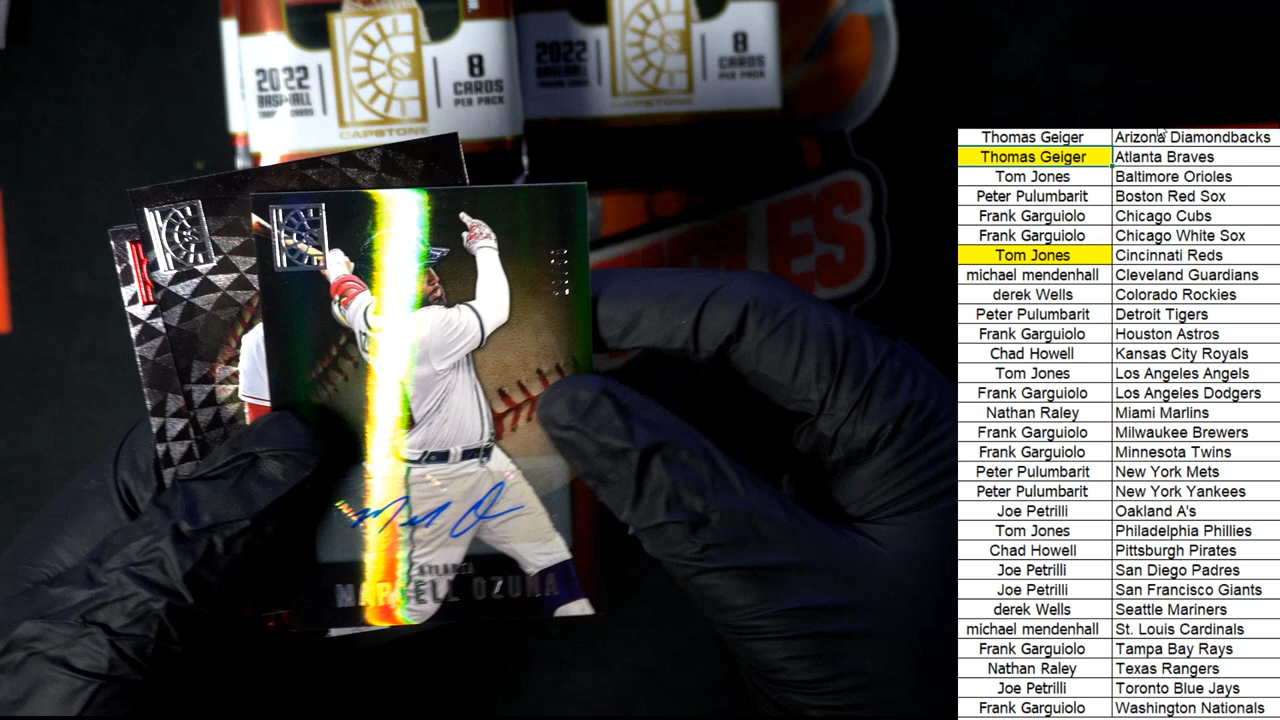 2022
BASEBALL
8
CARDS
PER PACK
CAPSTONE
2022
BASEBALL
8
CARDS
PER PACK
CAPSTONE
ATLANTA
MARCELL OZUNA
Thomas Geiger Arizona Diamondbacks
Thomas Geiger Atlanta Braves
Tom Jones Baltimore Orioles
Peter Pulumbarit Boston Red Sox
Frank Garguiolo Chicago Cubs
Frank Garguiolo Chicago White Sox
Tom Jones Cincinnati Reds
michael mendenhall Cleveland Guardians
derek Wells Colorado Rockies
Peter Pulumbarit Detroit Tigers
Frank Garguiolo Houston Astros
Chad Howell Kansas City Royals
Tom Jones Los Angeles Angels
Frank Garguiolo Los Angeles Dodgers
Nathan Raley Miami Marlins
Frank Garguiolo Milwaukee Brewers
Frank Garguiolo Minnesota Twins
Peter Pulumbarit New York Mets
Peter Pulumbarit New York Yankees
Joe Petrilli Oakland A's
Tom Jones Philadelphia Phillies
Chad Howell Pittsburgh Pirates
Joe Petrilli San Diego Padres
Joe Petrilli San Francisco Giants
derek Wells Seattle Mariners
michael mendenhall St. Louis Cardinals
Frank Garguiolo Tampa Bay Rays
Nathan Raley Texas Rangers
Joe Petrilli Toronto Blue Jays
Frank Garguiolo Washington Nationals